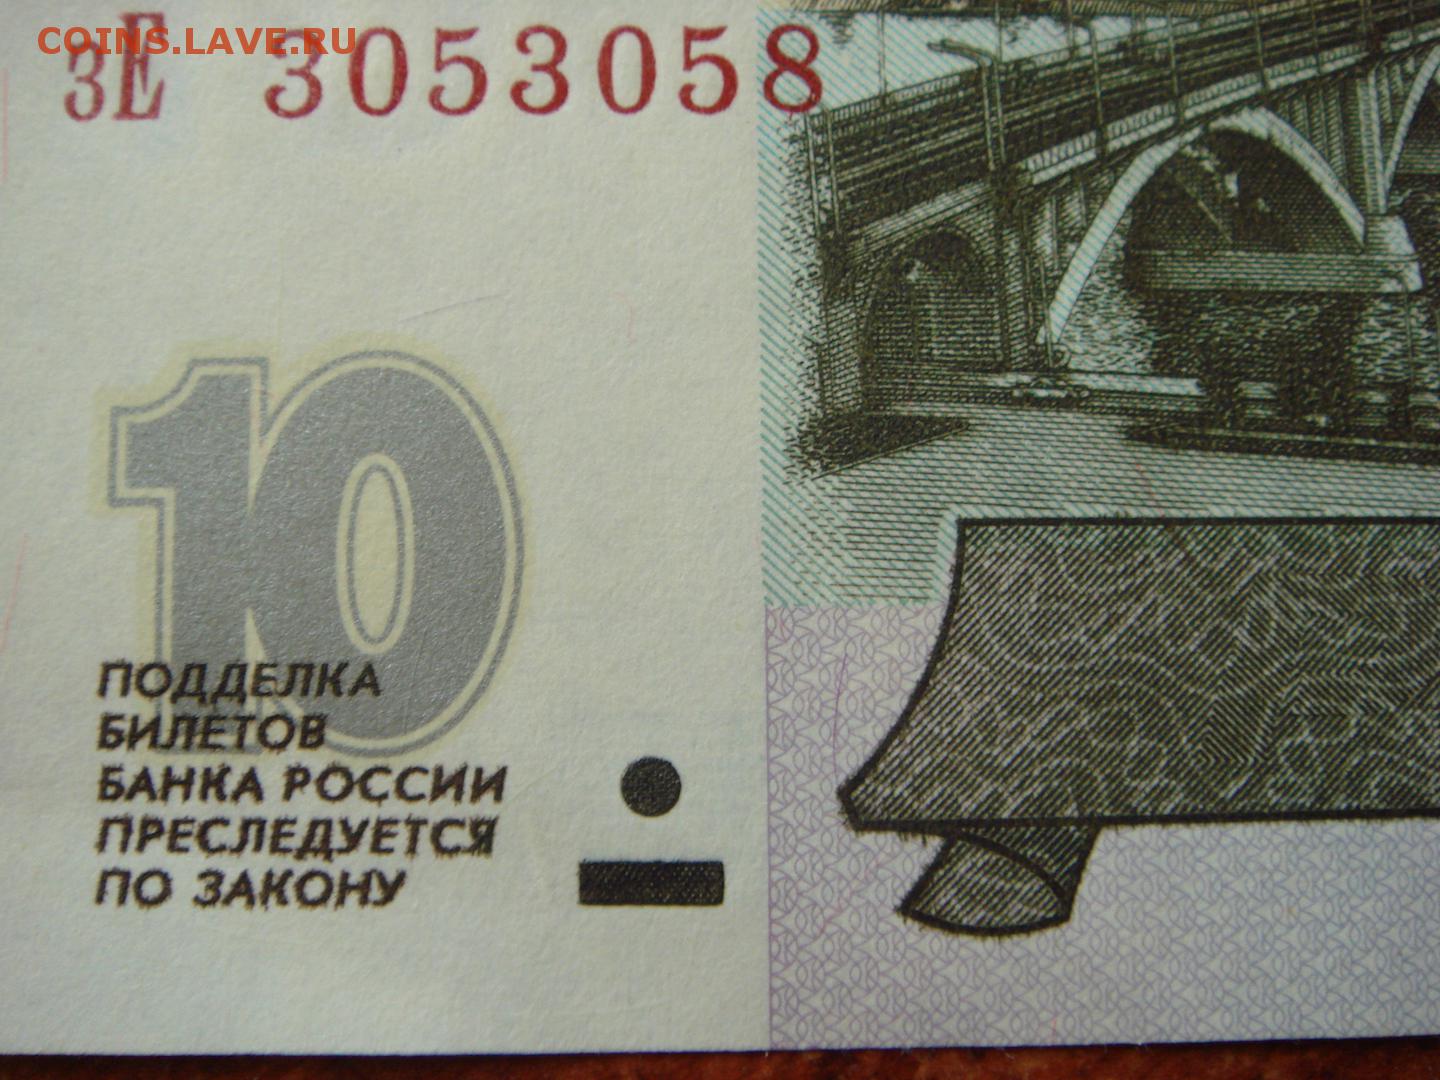 COINS.LAVE.RU
зЕ 3053058
10
ПОДДЕЛКА
БИЛЕТОВ
БАНКА РОССИИ
ПРЕСЛЕДУЕТСЯ
ПО ЗАКОНУ